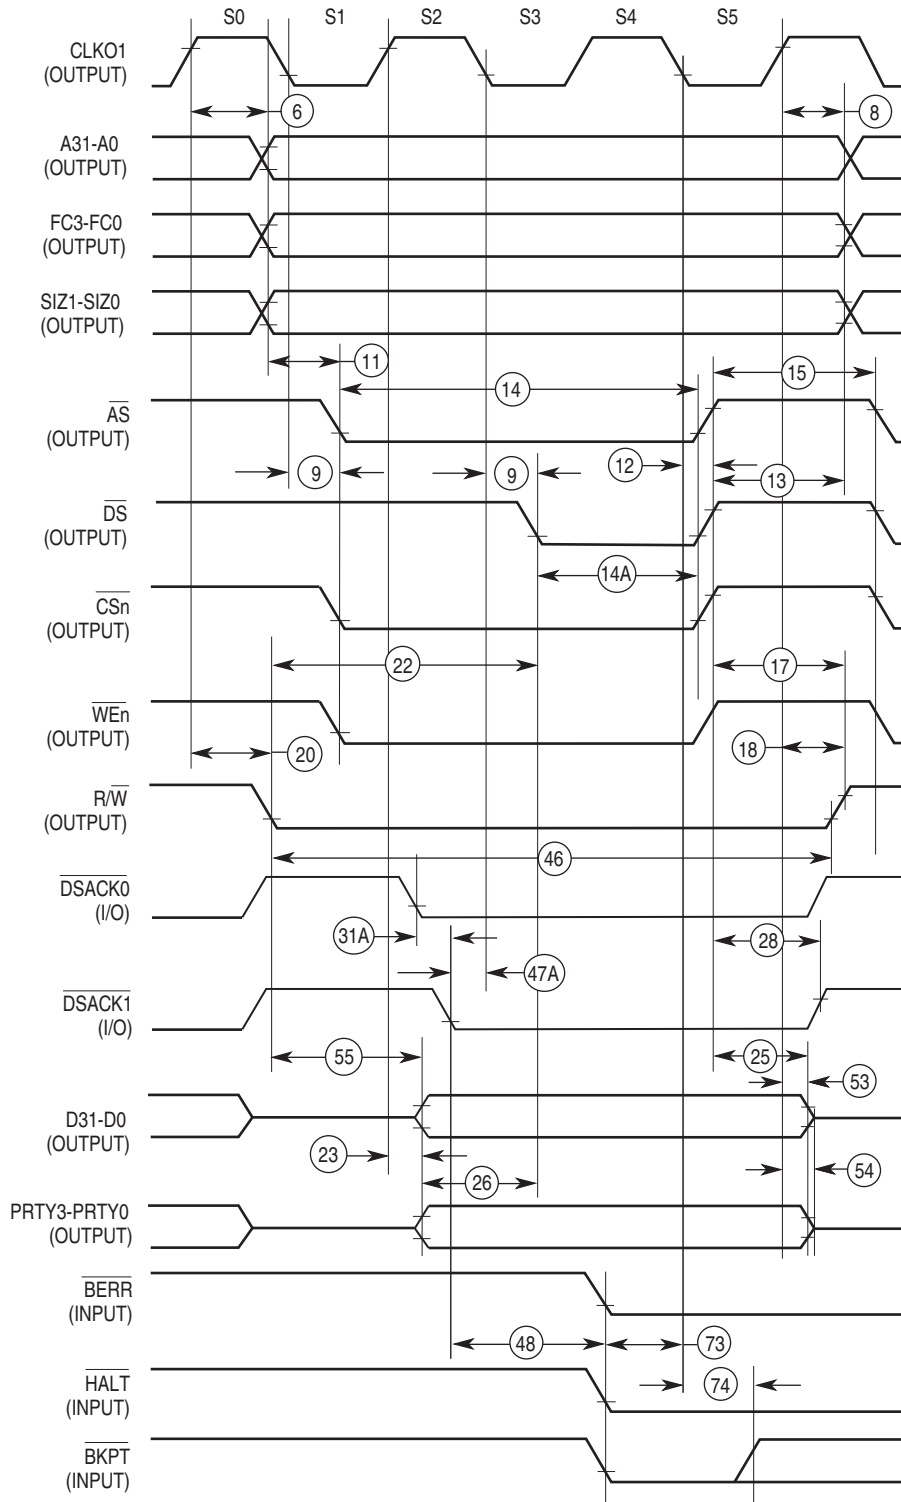 S0 S1 S2 S3 S4 S5
CLKO1
(OUTPUT)
6 8
A31-A0
(OUTPUT)
FC3-FC0
(OUTPUT)
SIZ1-SIZ0
(OUTPUT)
11 15
14
AS
(OUTPUT)
9 9 12 13
DS
(OUTPUT)
14A
CSn
(OUTPUT)
22 17
WEn
(OUTPUT)
20 18
R/W
(OUTPUT)
46
DSACK0
(I/O)
31A 28
47A
DSACK1
(I/O)
55 25
53
D31-D0
(OUTPUT)
23
26 54
PRTY3-PRTY0
(OUTPUT)
BERR
(INPUT)
48 73
HALT
(INPUT)
74
BKPT
(INPUT)